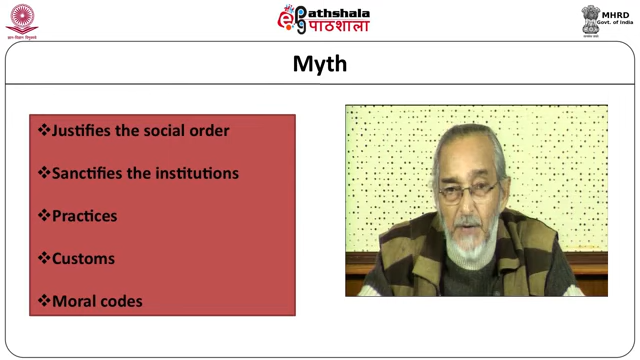 Pathshala
पाठशाला
MHRD
Govt. of India
Myth
❖Justifies the social order
❖Sanctifies the institutions
❖Practices
❖Customs
❖Moral codes